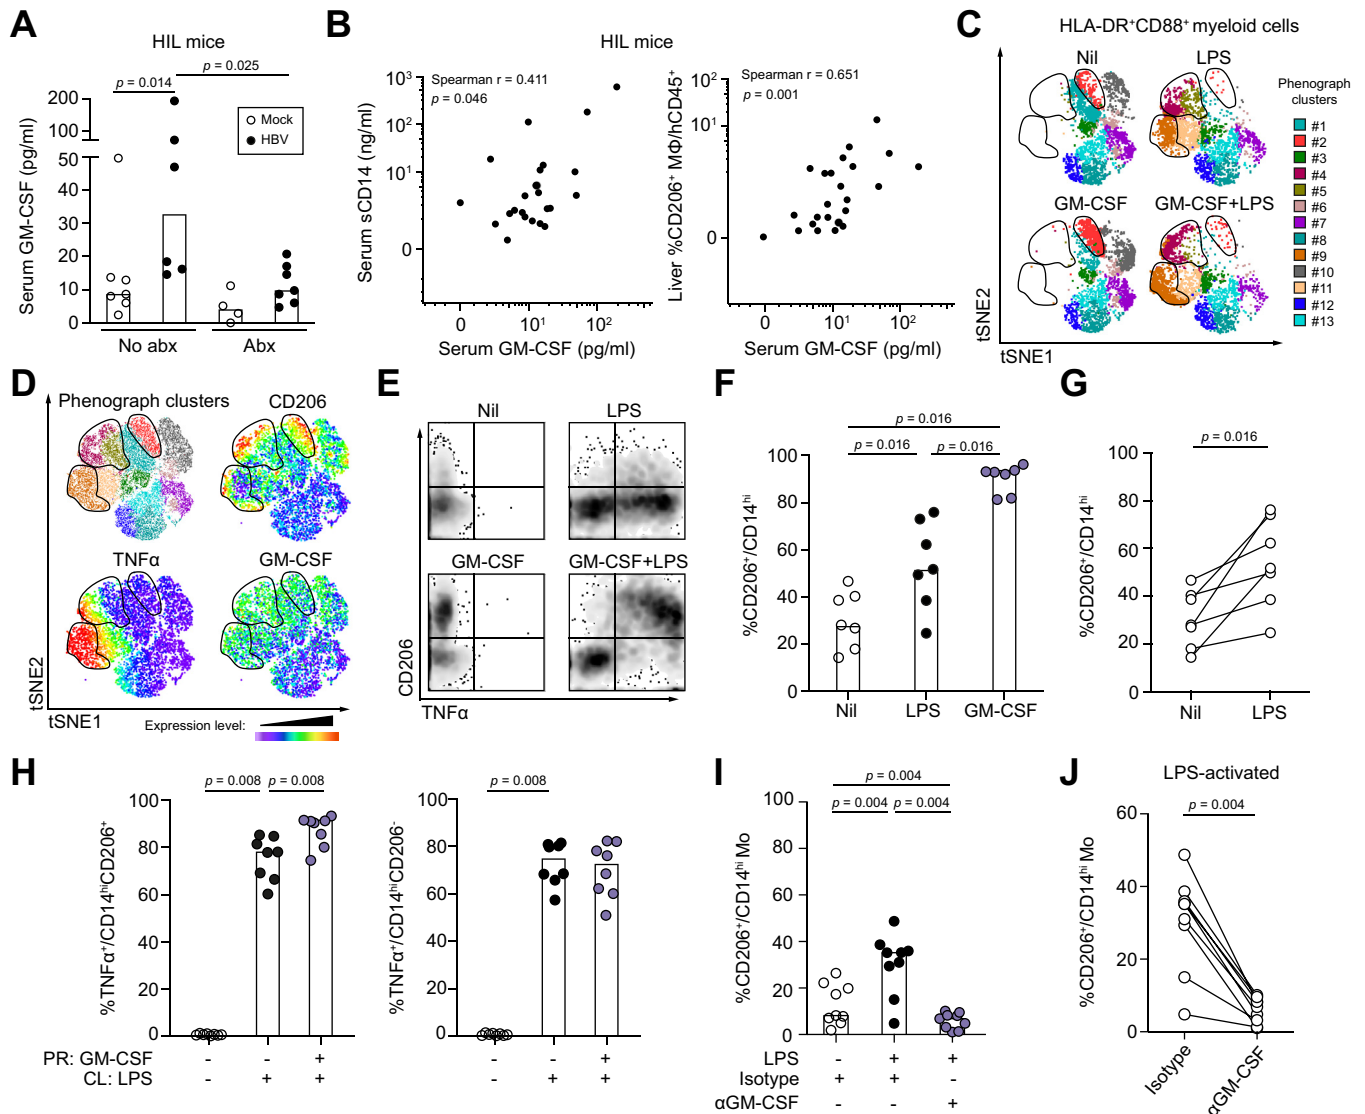 A
HIL mice
p = 0.025
p = 0.014
Serum GM-CSF (pg/ml)
200
100
50
40
30
20
10
0
Mock
HBV
No abx
Abx
B
HIL mice
Spearman r = 0.411
p = 0.046
Serum sCD14 (ng/ml)
10³
10²
10¹
0
0
10¹
10²
Serum GM-CSF (pg/ml)
Spearman r = 0.651
p = 0.001
Liver %CD206⁺ MΦ/hCD45⁺
10²
10¹
0
0
10¹
10²
Serum GM-CSF (pg/ml)
C
HLA-DR⁺CD88⁺ myeloid cells
Nil
LPS
GM-CSF
GM-CSF+LPS
tSNE2
tSNE1
Phenograph
clusters
#1
#2
#3
#4
#5
#6
#7
#8
#9
#10
#11
#12
#13
D
Phenograph clusters
CD206
TNFα
GM-CSF
tSNE2
tSNE1
Expression level:
E
Nil
LPS
GM-CSF
GM-CSF+LPS
CD206
TNFα
F
p = 0.016
p = 0.016
p = 0.016
%CD206⁺/CD14ʰⁱ
100
80
60
40
20
0
Nil
LPS
GM-CSF
G
p = 0.016
%CD206⁺/CD14ʰⁱ
100
80
60
40
20
0
Nil
LPS
H
p = 0.008
p = 0.008
%TNFα⁺/CD14ʰⁱCD206⁺
100
80
60
40
20
0
PR: GM-CSF - - +
CL: LPS - + +
p = 0.008
%TNFα⁺/CD14ʰⁱCD206⁻
100
80
60
40
20
0
- - +
- + +
I
p = 0.004
p = 0.004
p = 0.004
%CD206⁺/CD14ʰⁱ Mo
100
80
60
40
20
0
LPS - + +
Isotype + + -
αGM-CSF - - +
J
LPS-activated
p = 0.004
%CD206⁺/CD14ʰⁱ Mo
60
40
20
0
Isotype
αGM-CSF